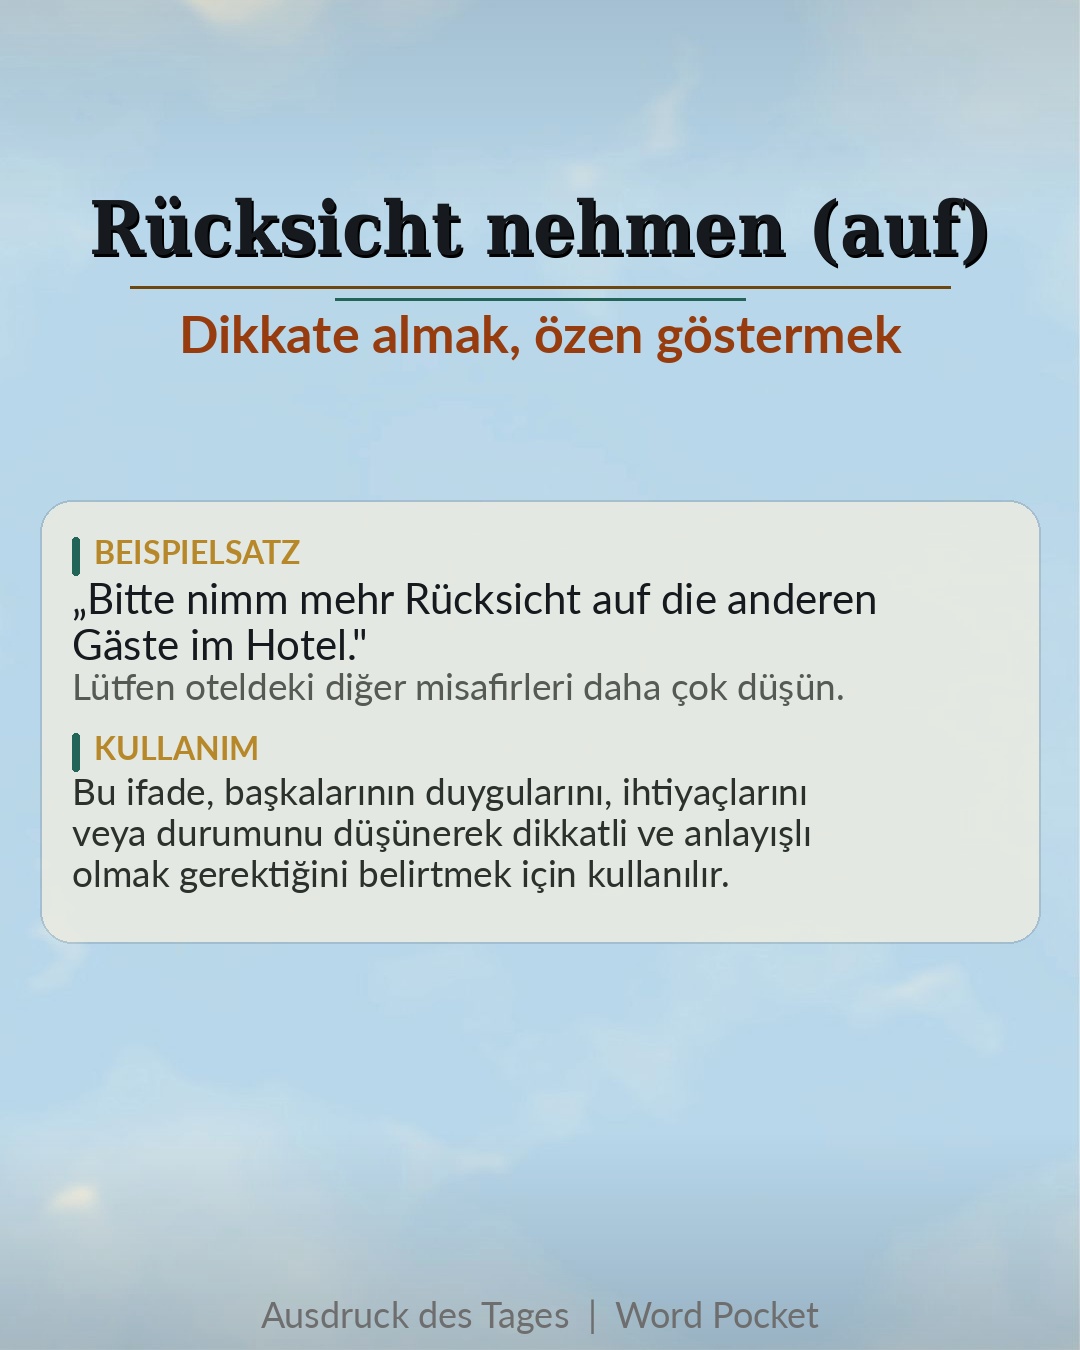 Rücksicht nehmen (auf)
Dikkate almak, özen göstermek
BEISPIELSATZ
„Bitte nimm mehr Rücksicht auf die anderen
Gäste im Hotel."
Lütfen oteldeki diğer misafirleri daha çok düşün.
KULLANIM
Bu ifade, başkalarının duygularını, ihtiyaçlarını
veya durumunu düşünerek dikkatli ve anlayışlı
olmak gerektiğini belirtmek için kullanılır.
Ausdruck des Tages | Word Pocket